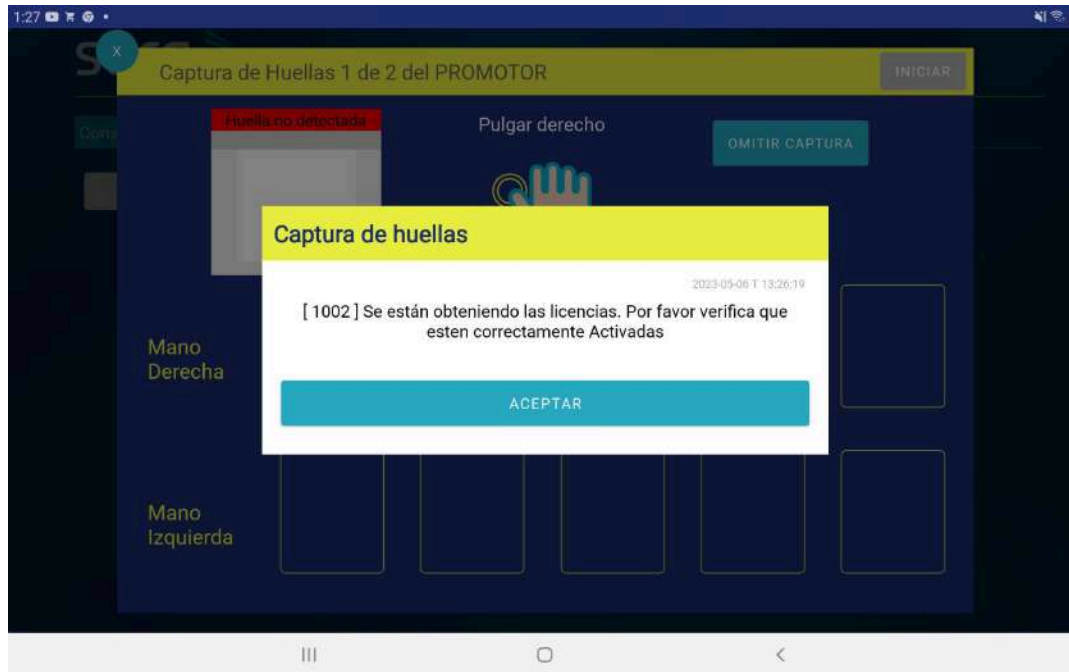 1:27
Captura de Huellas 1 de 2 del PROMOTOR
INICIAR
X
Huella no detectada
Pulgar derecho
OMITIR CAPTURA
Captura de huellas
2023-05-06 T 13:26:19
[ 1002 ] Se están obteniendo las licencias. Por favor verifica que
esten correctamente Activadas
ACEPTAR
Mano
Derecha
Mano
Izquierda